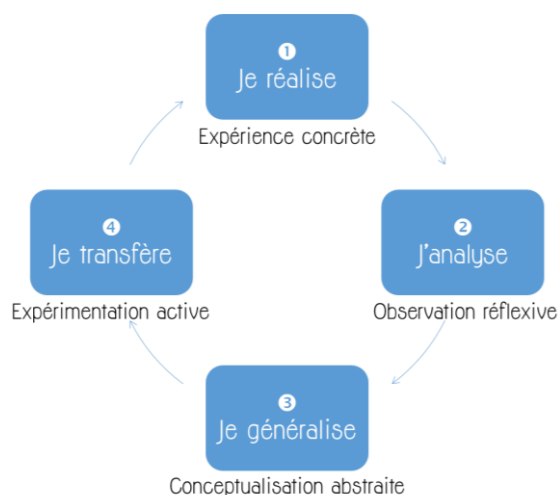 ❶
Je réalise
Expérience concrète
❷
J'analyse
Observation réflexive
❸
Je généralise
Conceptualisation abstraite
❹
Je transfère
Expérimentation active